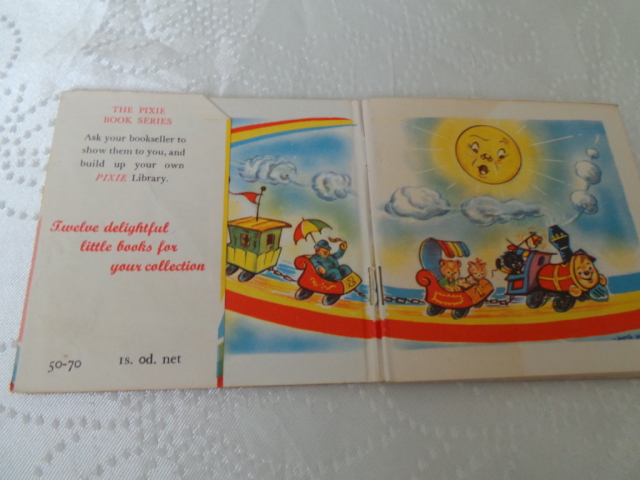 THE PIXIE
BOOK SERIES
Ask your bookseller to
show them to you, and
build up your own
PIXIE Library.
Twelve delightful
little books for
your collection
50-70 1s. 0d. net